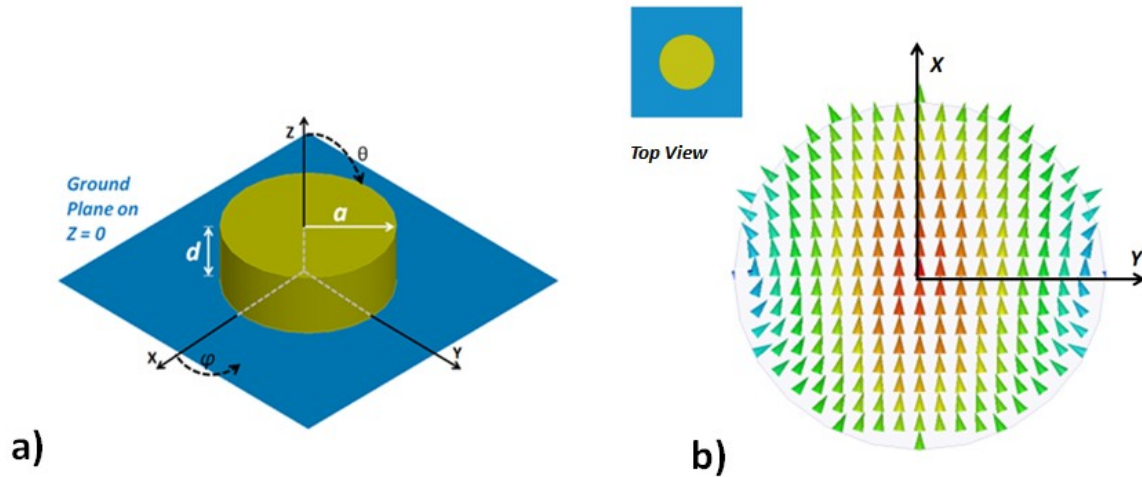 Z
θ
Ground
Plane on
Z = 0
a
d
X
φ
Y
a)
Top View
X
Y
b)